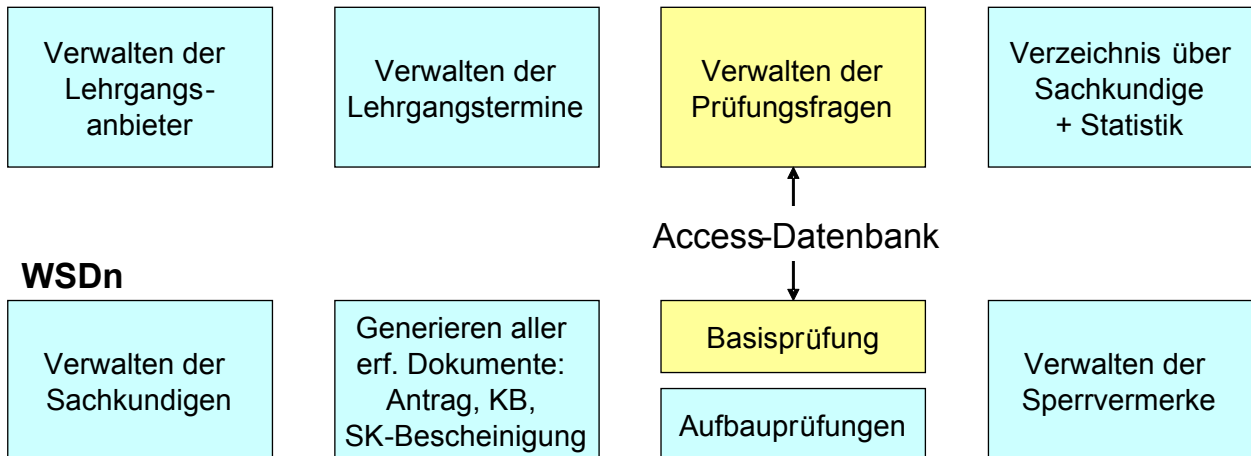 Verwalten der
Lehrgangs-
anbieter
Verwalten der
Lehrgangstermine
Verwalten der
Prüfungsfragen
Verzeichnis über
Sachkundige
+ Statistik
Access-Datenbank
WSDn
Verwalten der
Sachkundigen
Generieren aller
erf. Dokumente:
Antrag, KB,
SK-Bescheinigung
Basisprüfung
Aufbauprüfungen
Verwalten der
Sperrvermerke